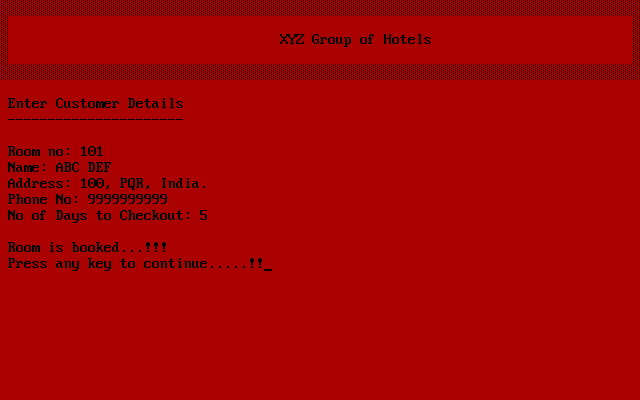 XYZ Group of Hotels
Enter Customer Details
----------------------
Room no: 101
Name: ABC DEF
Address: 100, PQR, India.
Phone No: 9999999999
No of Days to Checkout: 5
Room is booked...!!!
Press any key to continue.....!!_